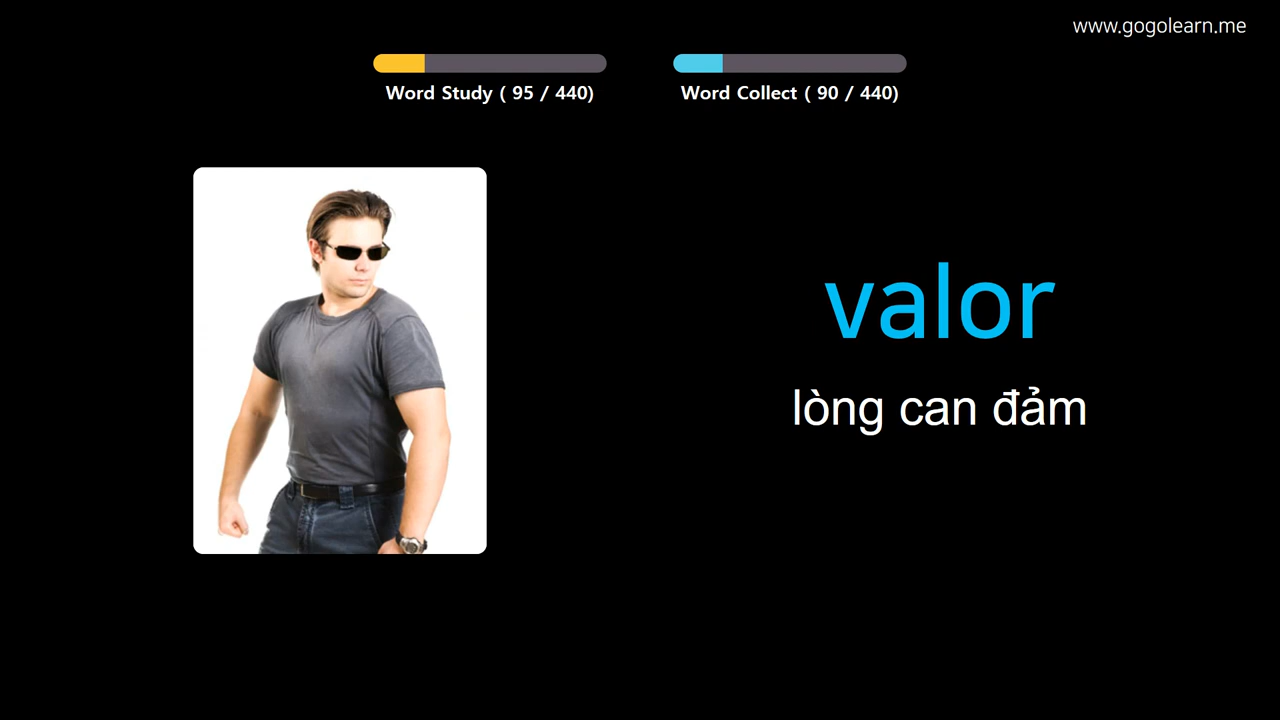 www.gogolearn.me
Word Study ( 95 / 440)
Word Collect ( 90 / 440)
valor
lòng can đảm